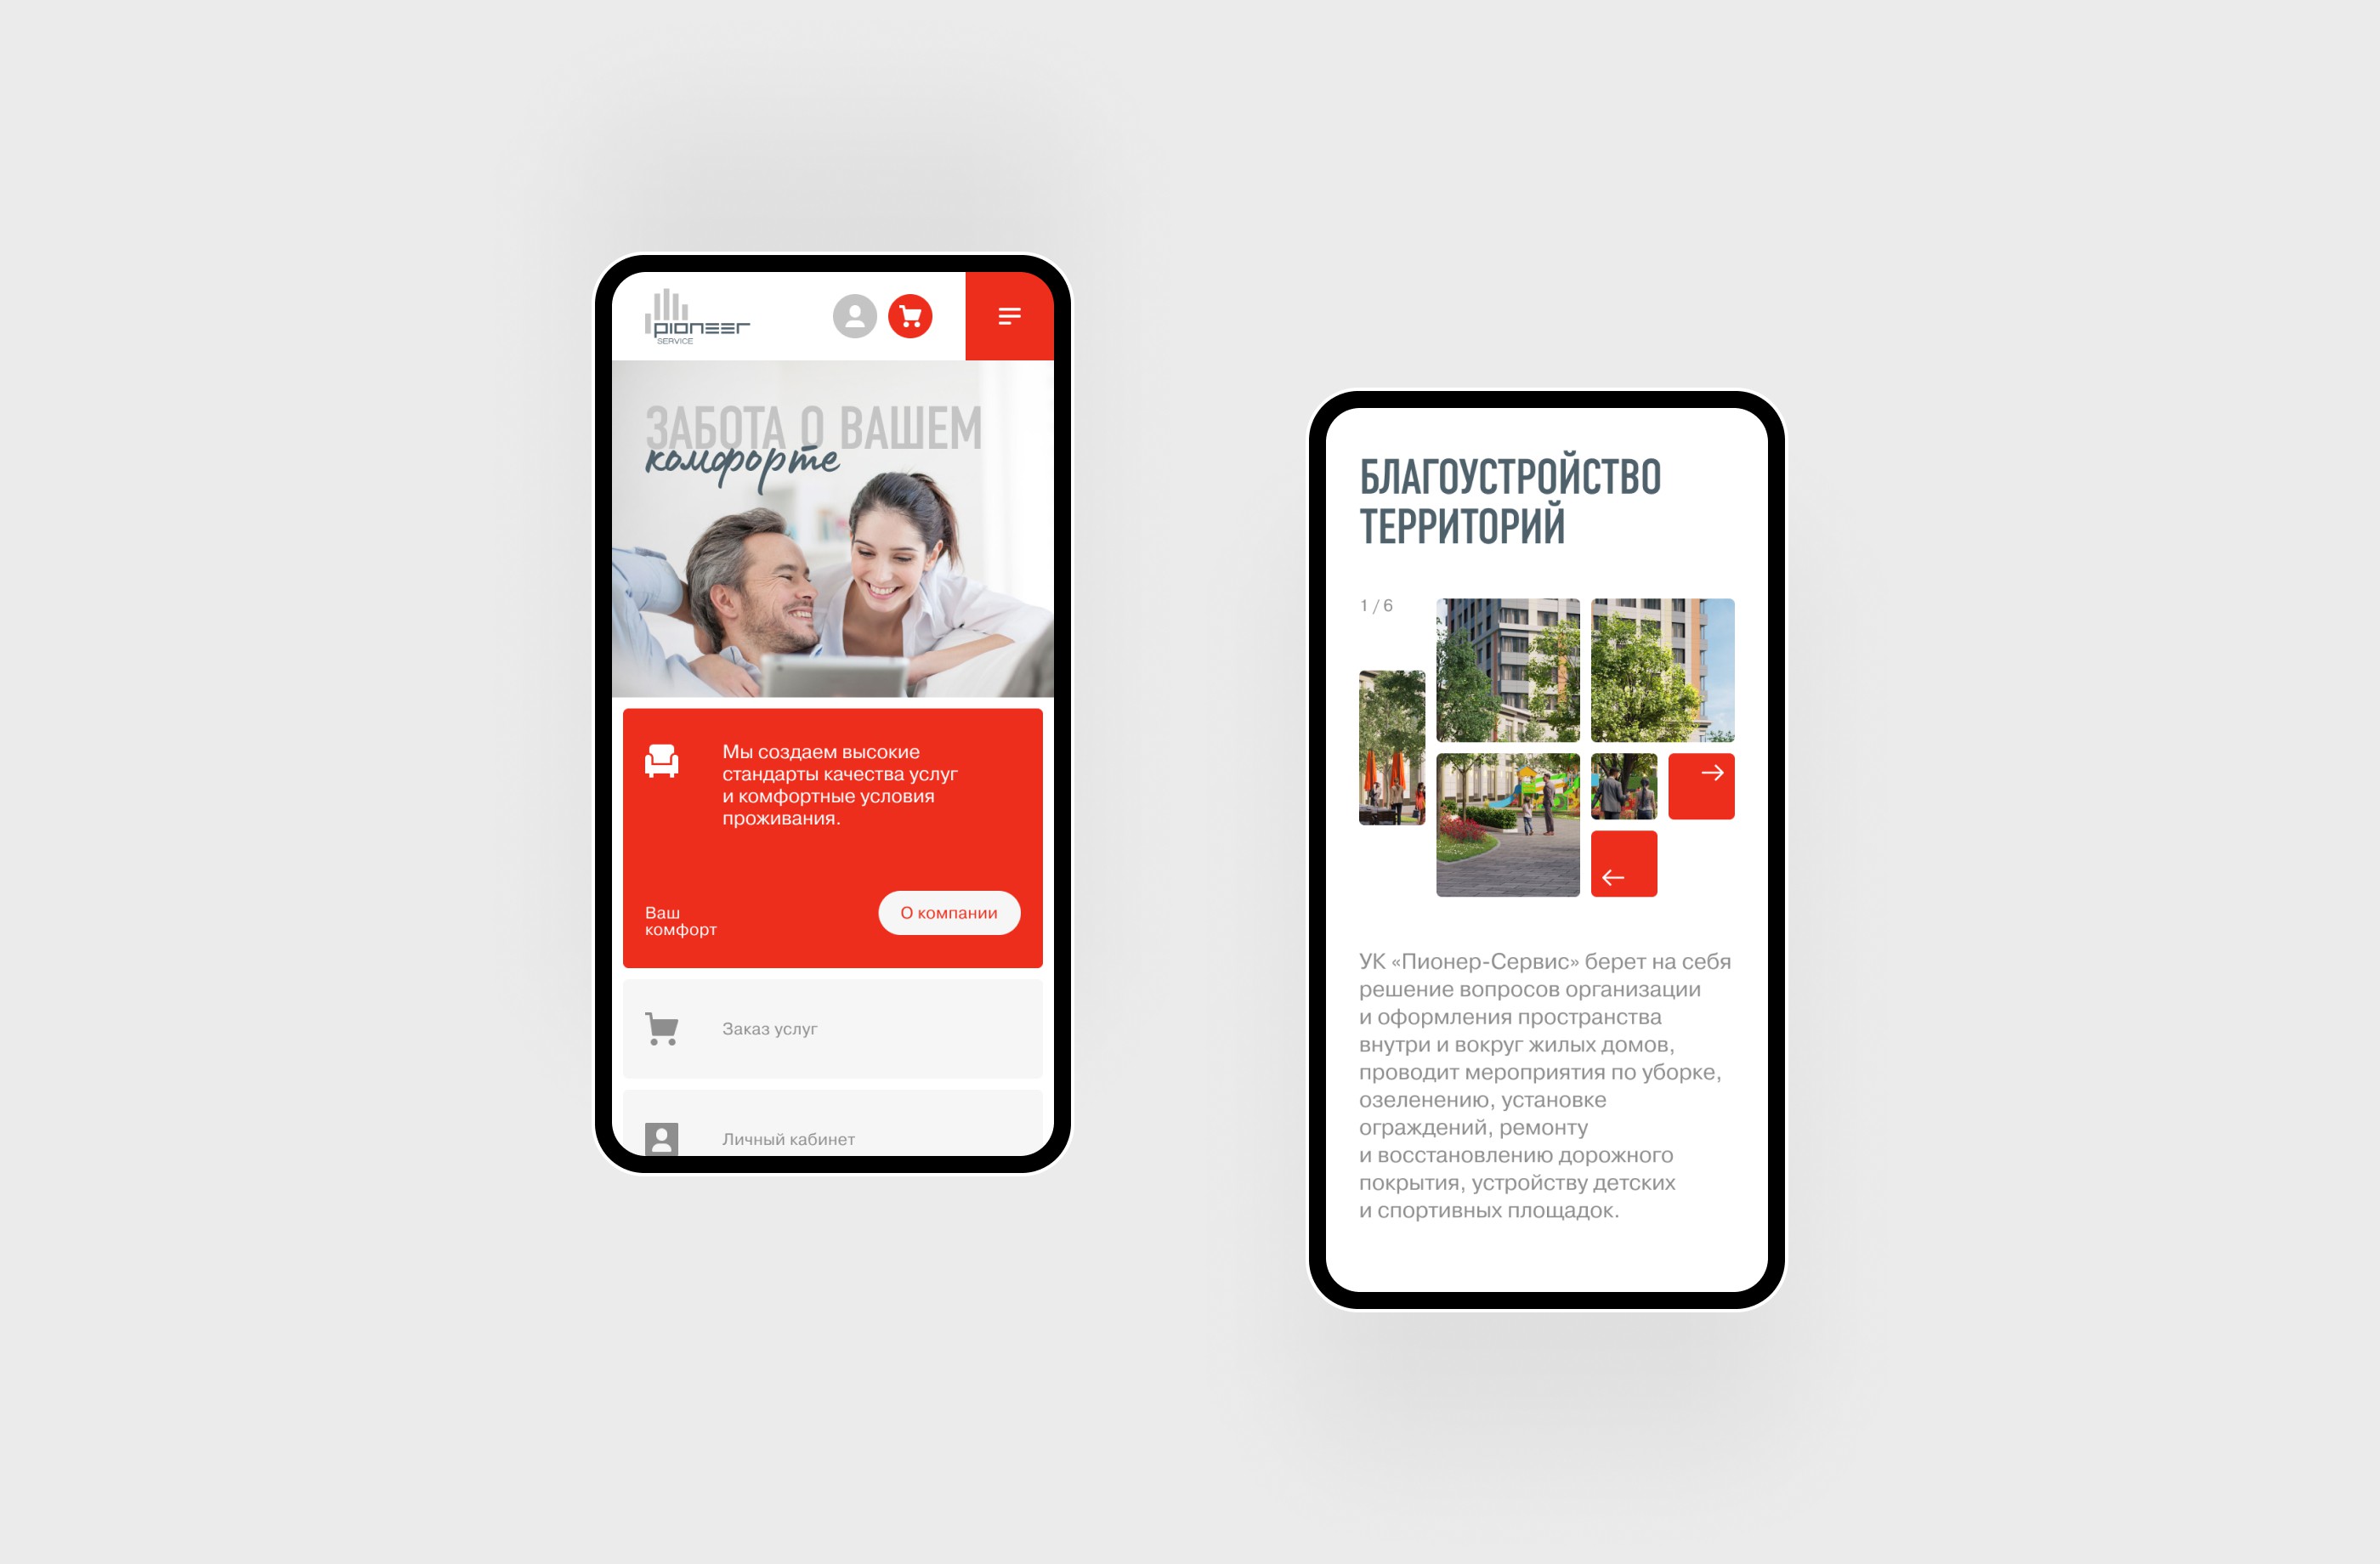 pioneer
SERVICE
ЗАБОТА О ВАШЕМ
комфорте
Мы создаем высокие
стандарты качества услуг
и комфортные условия
проживания.
Ваш
комфорт
О компании
Заказ услуг
Личный кабинет
БЛАГОУСТРОЙСТВО
ТЕРРИТОРИЙ
1 / 6
УК «Пионер-Сервис» берет на себя
решение вопросов организации
и оформления пространства
внутри и вокруг жилых домов,
проводит мероприятия по уборке,
озеленению, установке
ограждений, ремонту
и восстановлению дорожного
покрытия, устройству детских
и спортивных площадок.